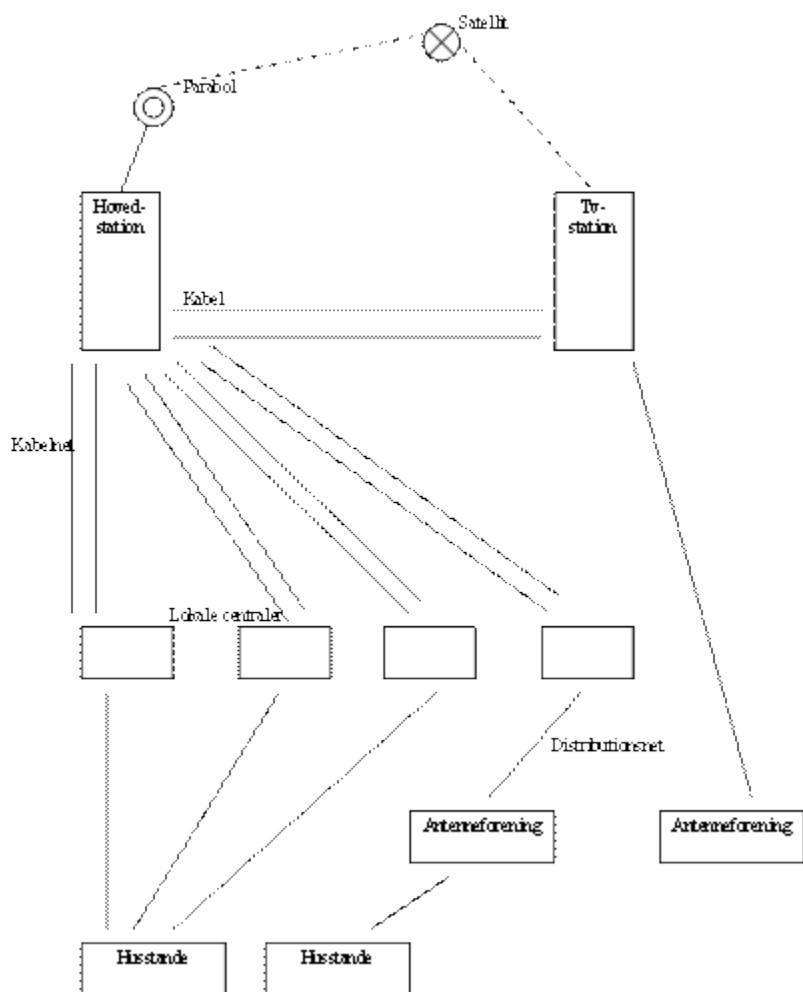 Satellit
Parabol
Hoved-
station
Tv-
station
Kabel
Kabelnet
Lokale centraler
Distributionsnet
Antenneforening
Antenneforening
Husstande
Husstande